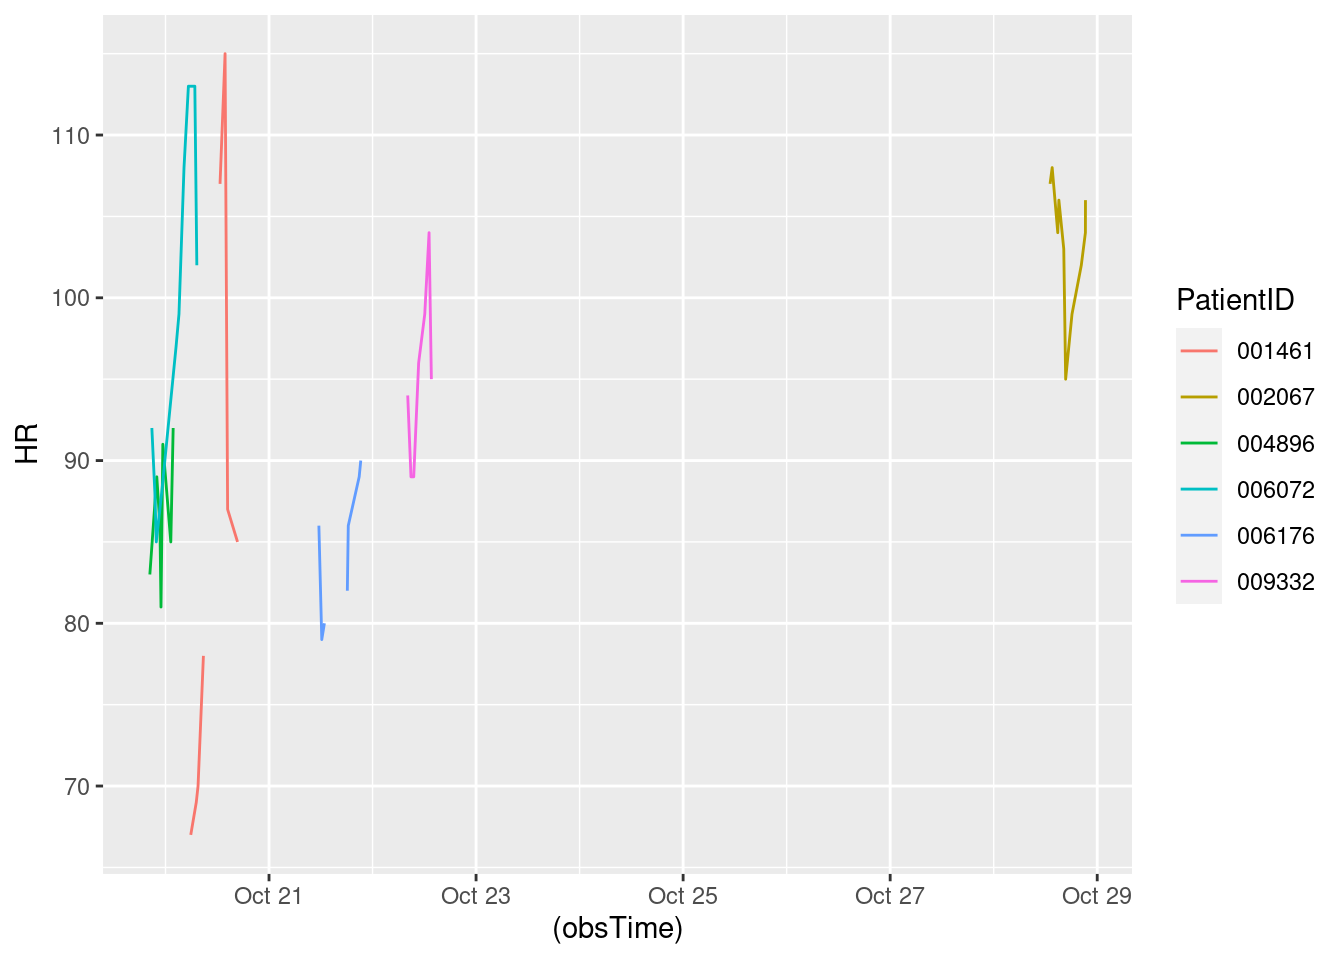 110
100
90
80
70
HR
Oct 21
Oct 23
Oct 25
Oct 27
Oct 29
(obsTime)
PatientID
001461
002067
004896
006072
006176
009332